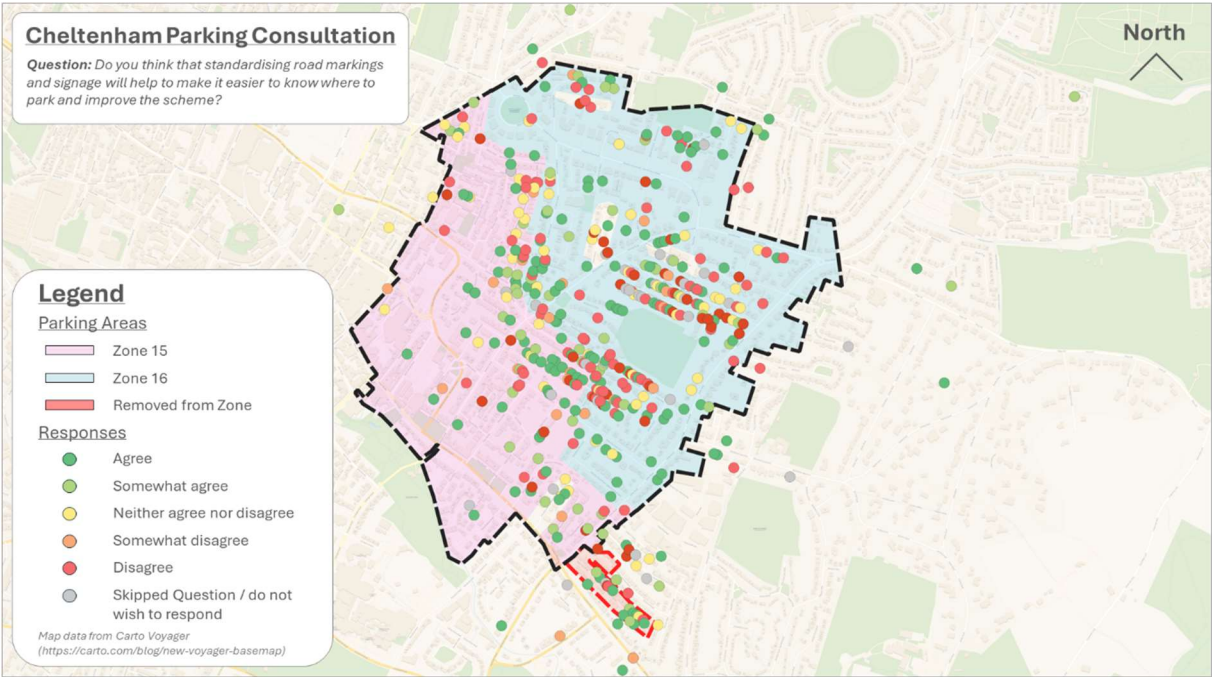 Cheltenham Parking Consultation
Question: Do you think that standardising road markings
and signage will help to make it easier to know where to
park and improve the scheme?
North
Legend
Parking Areas
Zone 15
Zone 16
Removed from Zone
Responses
Agree
Somewhat agree
Neither agree nor disagree
Somewhat disagree
Disagree
Skipped Question / do not
wish to respond
Map data from Carto Voyager
(https://carto.com/blog/new-voyager-basemap)